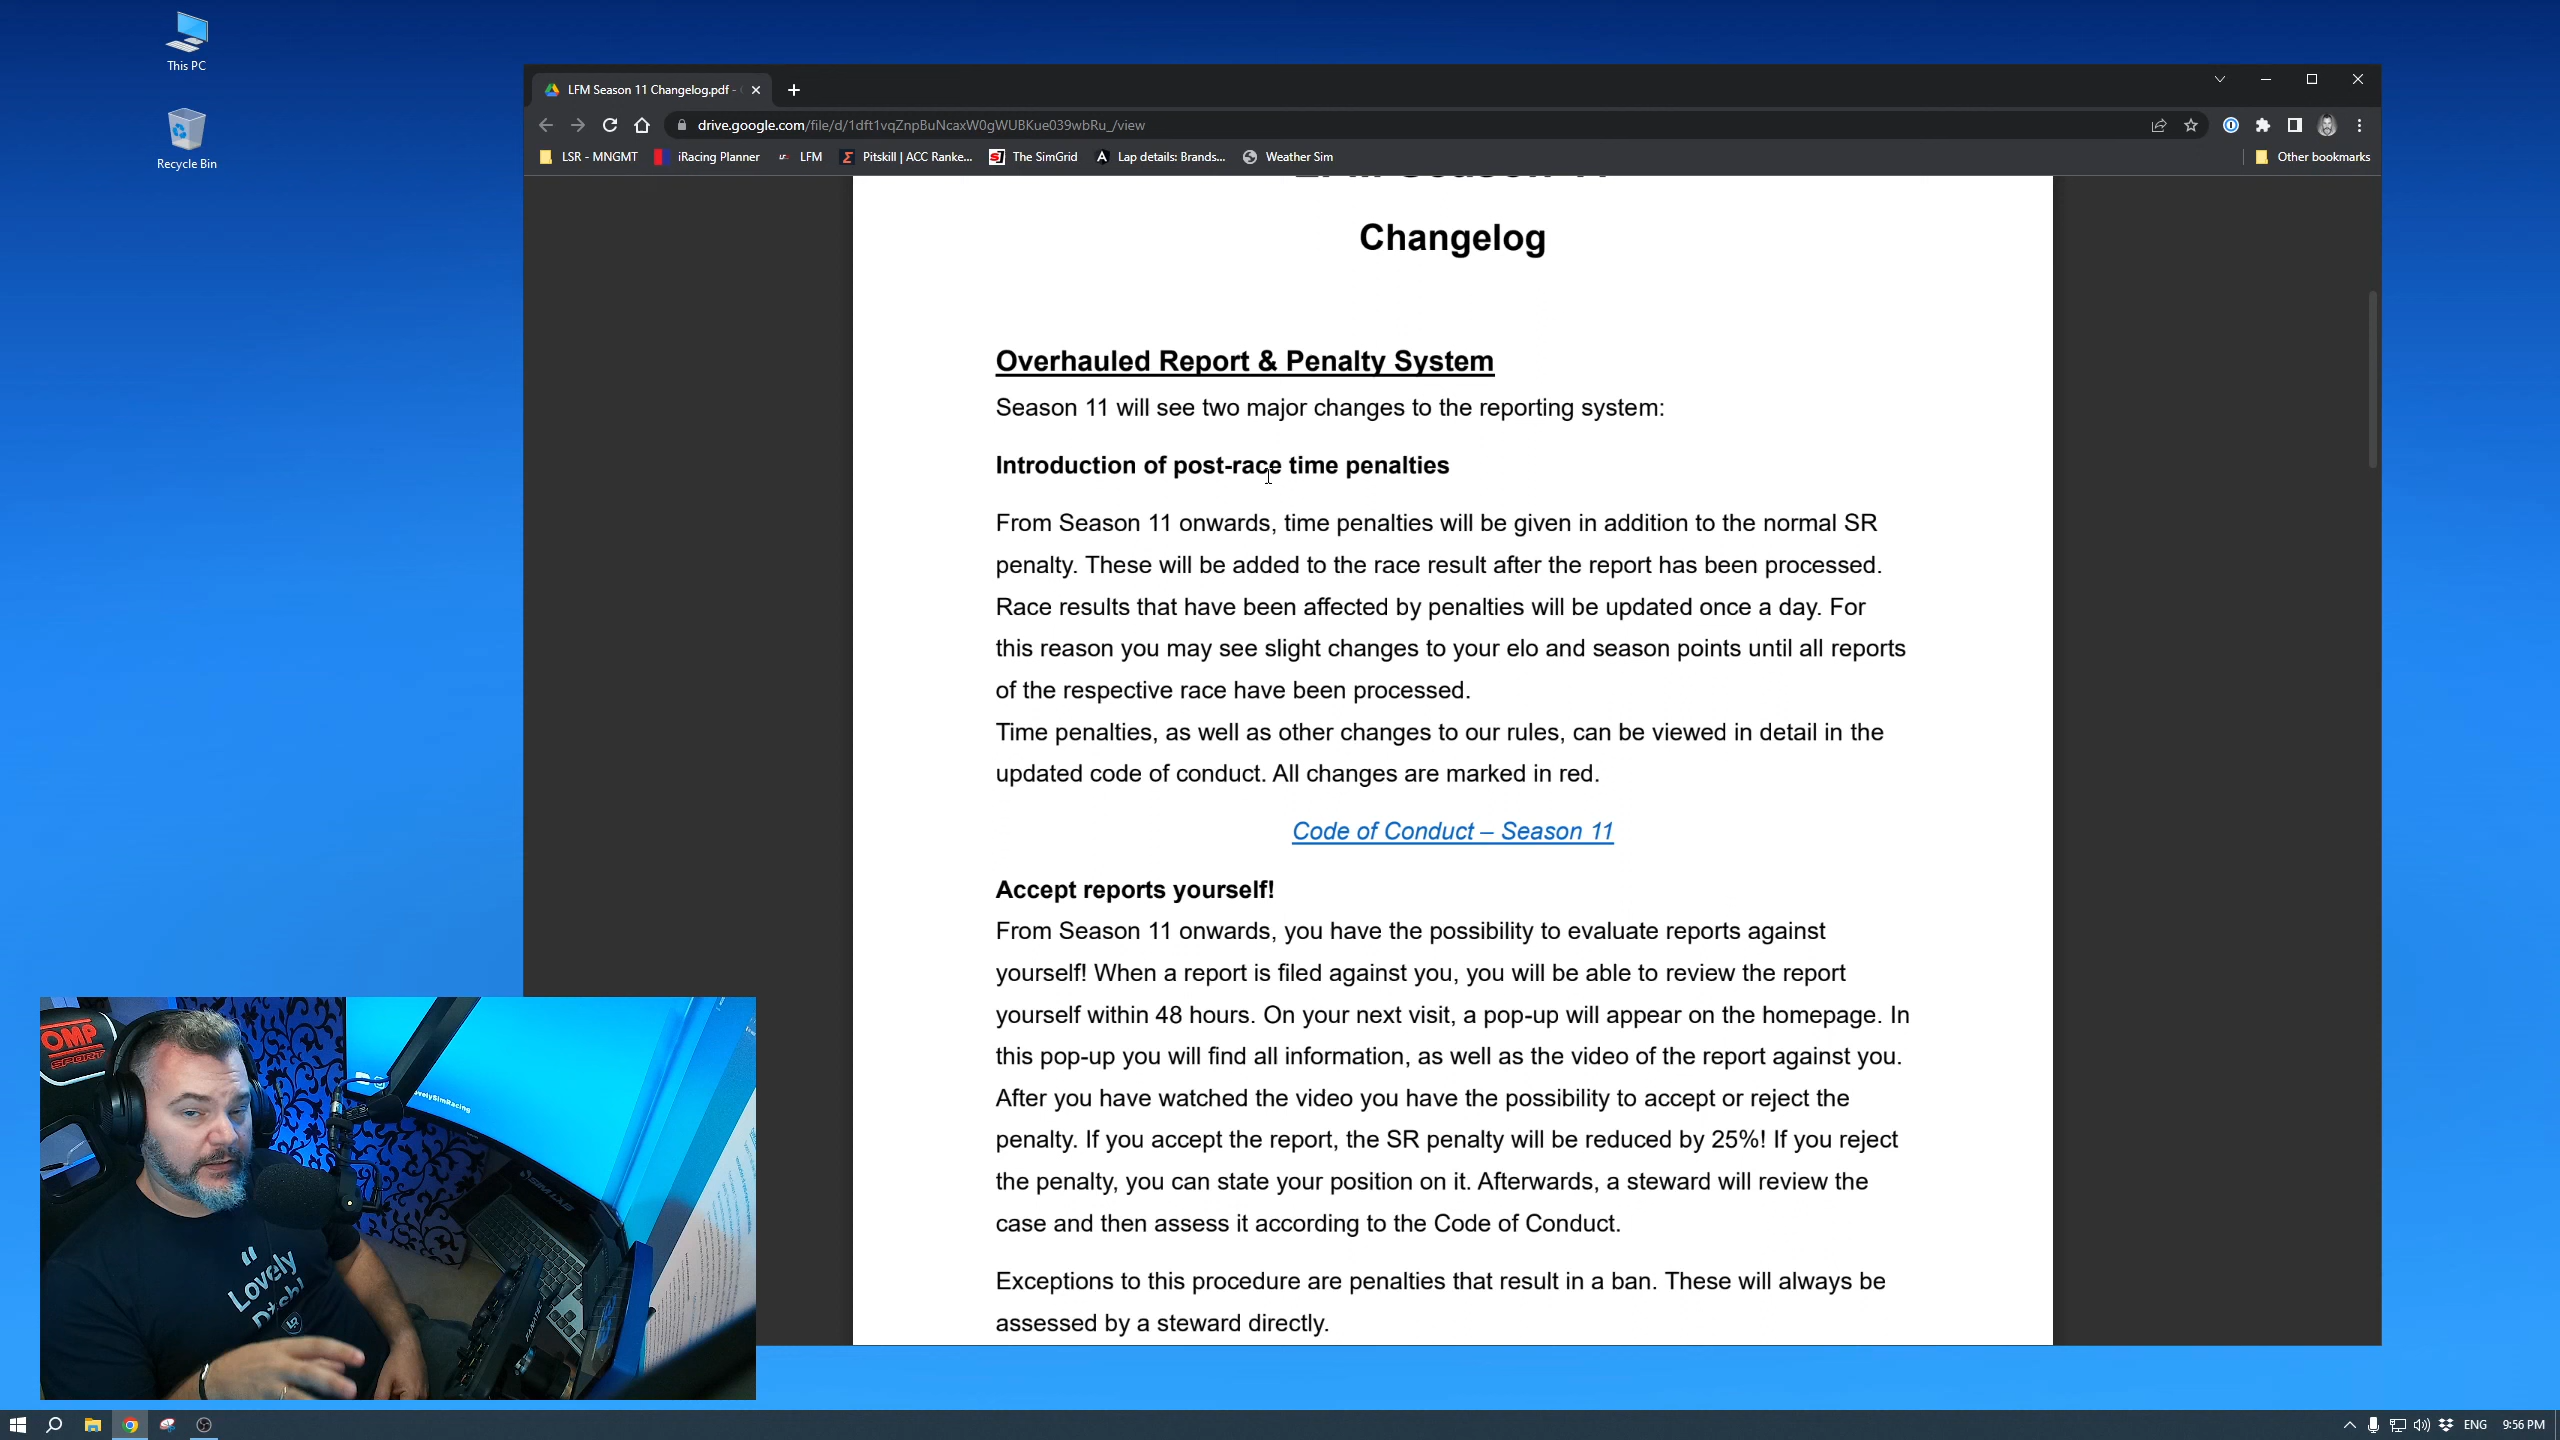 This PC
Recycle Bin
LFM Season 11 Changelog.pdf -
drive.google.com/file/d/1dft1vqZnpBuNcaxW0gWUBKue039wbRu_/view
LSR - MNGMT
iRacing Planner
LFM
Pitskill | ACC Ranke...
The SimGrid
Lap details: Brands...
Weather Sim
Other bookmarks
Changelog
Overhauled Report & Penalty System
Season 11 will see two major changes to the reporting system:
Introduction of post-race time penalties
From Season 11 onwards, time penalties will be given in addition to the normal SR
penalty. These will be added to the race result after the report has been processed.
Race results that have been affected by penalties will be updated once a day. For
this reason you may see slight changes to your elo and season points until all reports
of the respective race have been processed.
Time penalties, as well as other changes to our rules, can be viewed in detail in the
updated code of conduct. All changes are marked in red.
Code of Conduct – Season 11
Accept reports yourself!
From Season 11 onwards, you have the possibility to evaluate reports against
yourself! When a report is filed against you, you will be able to review the report
yourself within 48 hours. On your next visit, a pop-up will appear on the homepage. In
this pop-up you will find all information, as well as the video of the report against you.
After you have watched the video you have the possibility to accept or reject the
penalty. If you accept the report, the SR penalty will be reduced by 25%! If you reject
the penalty, you can state your position on it. Afterwards, a steward will review the
case and then assess it according to the Code of Conduct.
Exceptions to this procedure are penalties that result in a ban. These will always be
assessed by a steward directly.
OMP
SPORT
"
Lovely
ENG
9:56 PM